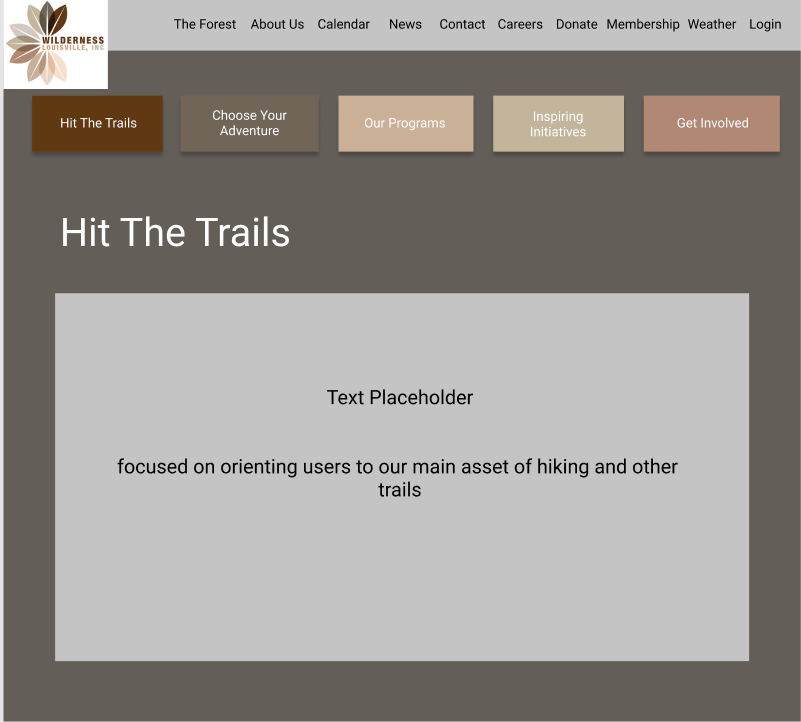 WILDERNESS
LOUISVILLE, INC
The Forest About Us Calendar News Contact Careers Donate Membership Weather Login
Hit The Trails
Choose Your
Adventure
Our Programs
Inspiring
Initiatives
Get Involved
Hit The Trails
Text Placeholder
focused on orienting users to our main asset of hiking and other
trails